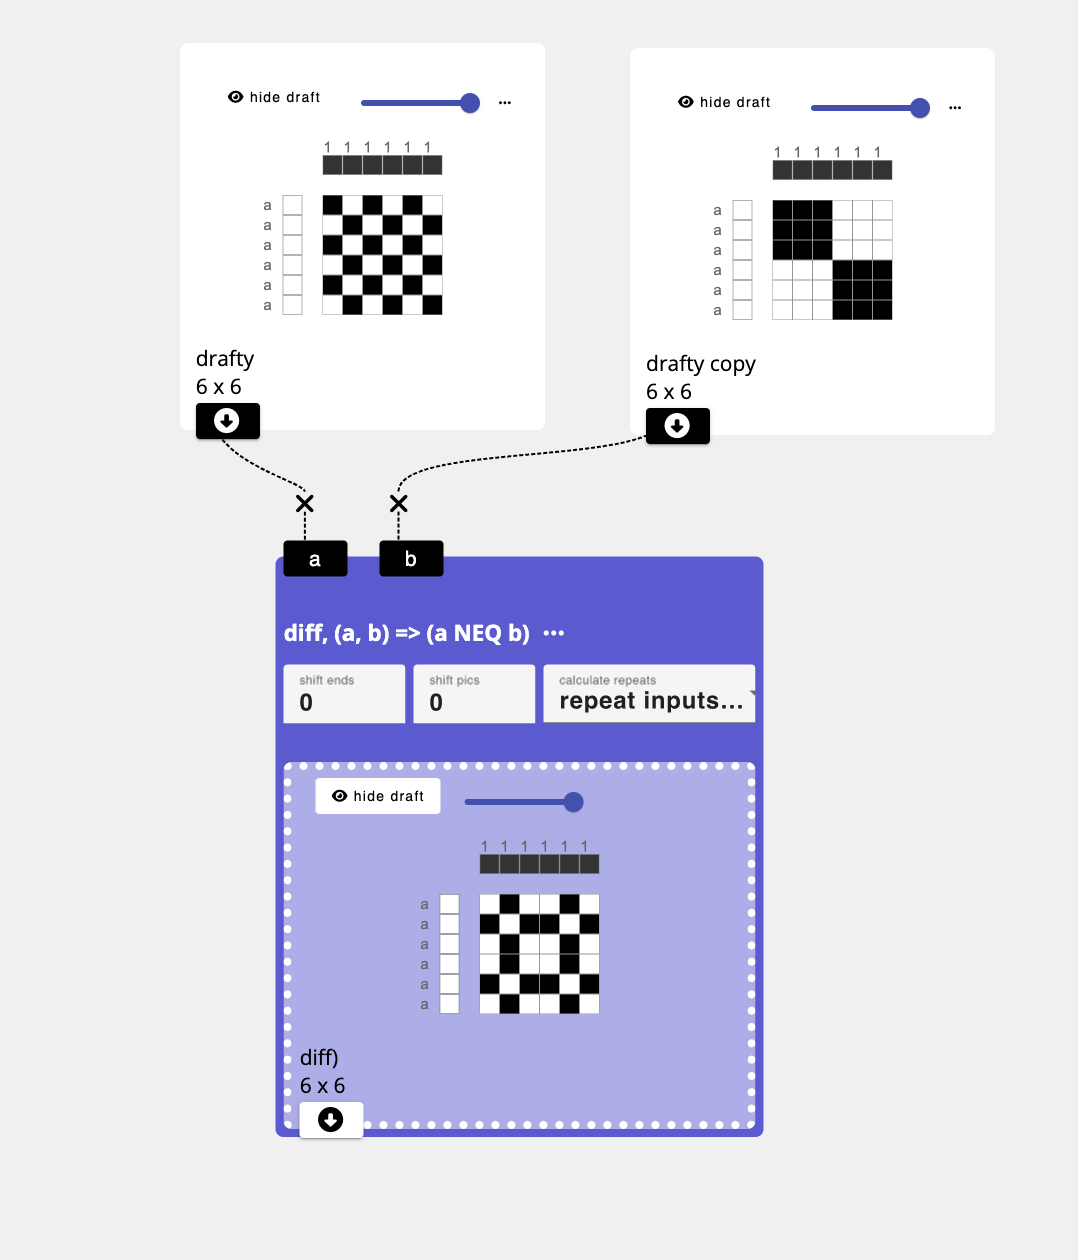 hide draft
1 1 1 1 1 1
a
a
a
a
a
a
drafty
6 x 6
hide draft
1 1 1 1 1 1
a
a
a
a
a
a
drafty copy
6 x 6
a
b
diff, (a, b) => (a NEQ b)
shift ends
0
shift pics
0
calculate repeats
repeat inputs...
hide draft
1 1 1 1 1 1
a
a
a
a
a
a
diff)
6 x 6